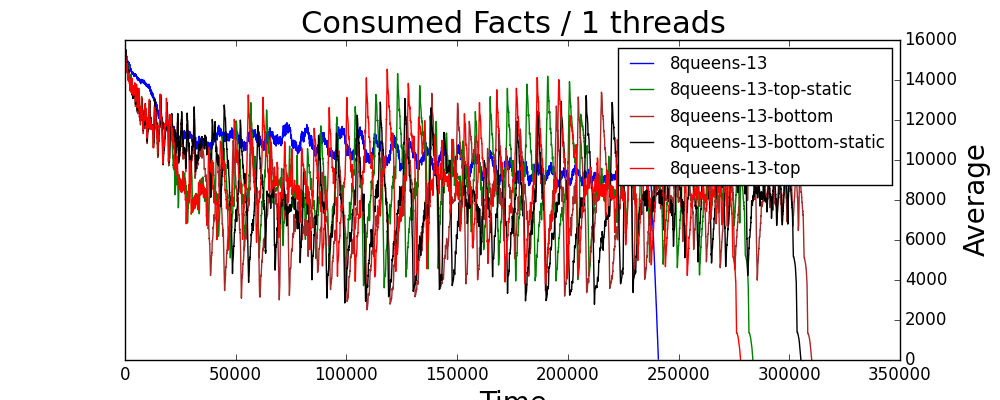 Consumed Facts / 1 threads
8queens-13
8queens-13-top-static
8queens-13-bottom
8queens-13-bottom-static
8queens-13-top
16000
14000
12000
10000
8000
6000
4000
2000
0
Average
0 50000 100000 150000 200000 250000 300000 350000
Time